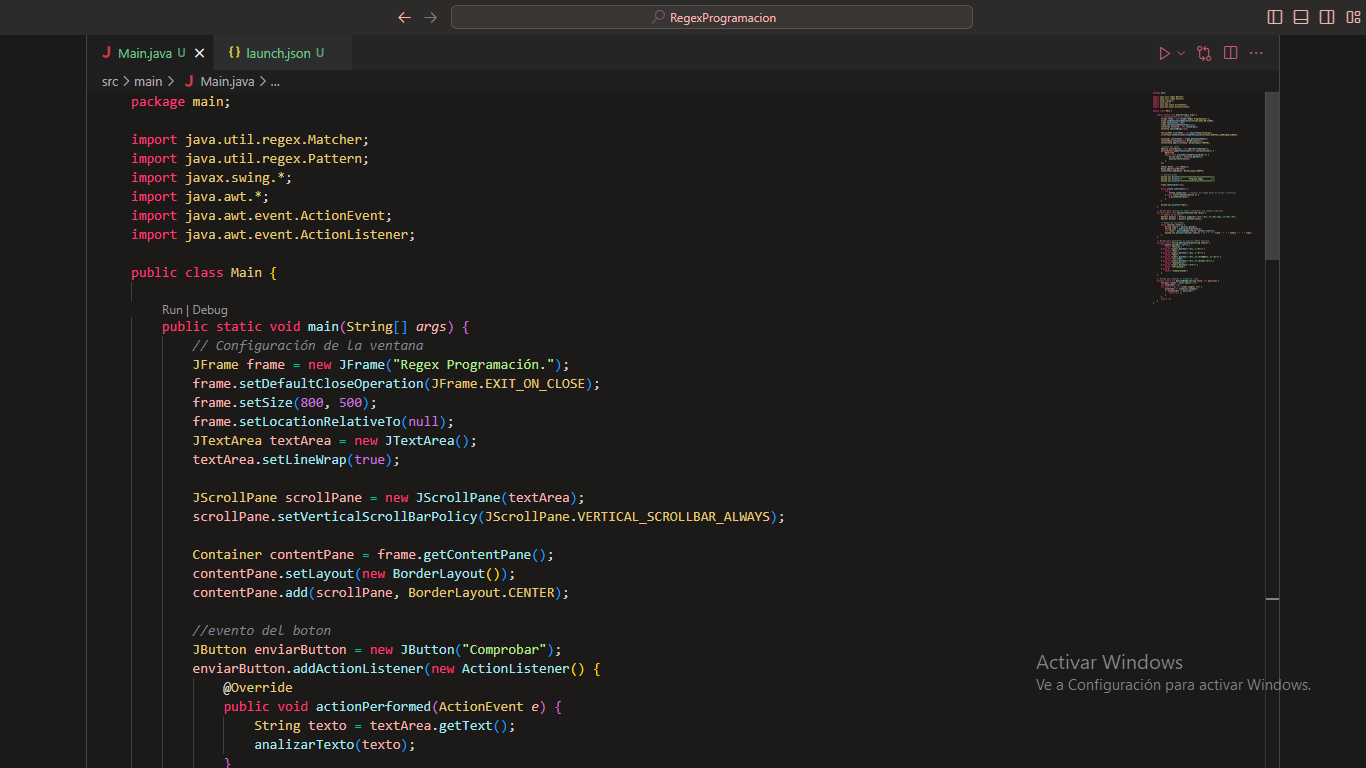 RegexProgramacion
Main.java U
{} launch.json U
src > main > Main.java > ...
package main;
import java.util.regex.Matcher;
import java.util.regex.Pattern;
import javax.swing.*;
import java.awt.*;
import java.awt.event.ActionEvent;
import java.awt.event.ActionListener;
public class Main {
Run | Debug
public static void main(String[] args) {
// Configuración de la ventana
JFrame frame = new JFrame("Regex Programación.");
frame.setDefaultCloseOperation(JFrame.EXIT_ON_CLOSE);
frame.setSize(800, 500);
frame.setLocationRelativeTo(null);
JTextArea textArea = new JTextArea();
textArea.setLineWrap(true);
JScrollPane scrollPane = new JScrollPane(textArea);
scrollPane.setVerticalScrollBarPolicy(JScrollPane.VERTICAL_SCROLLBAR_ALWAYS);
Container contentPane = frame.getContentPane();
contentPane.setLayout(new BorderLayout());
contentPane.add(scrollPane, BorderLayout.CENTER);
//evento del boton
JButton enviarButton = new JButton("Comprobar");
enviarButton.addActionListener(new ActionListener() {
@Override
public void actionPerformed(ActionEvent e) {
String texto = textArea.getText();
analizarTexto(texto);
}
Activar Windows
Ve a Configuración para activar Windows.